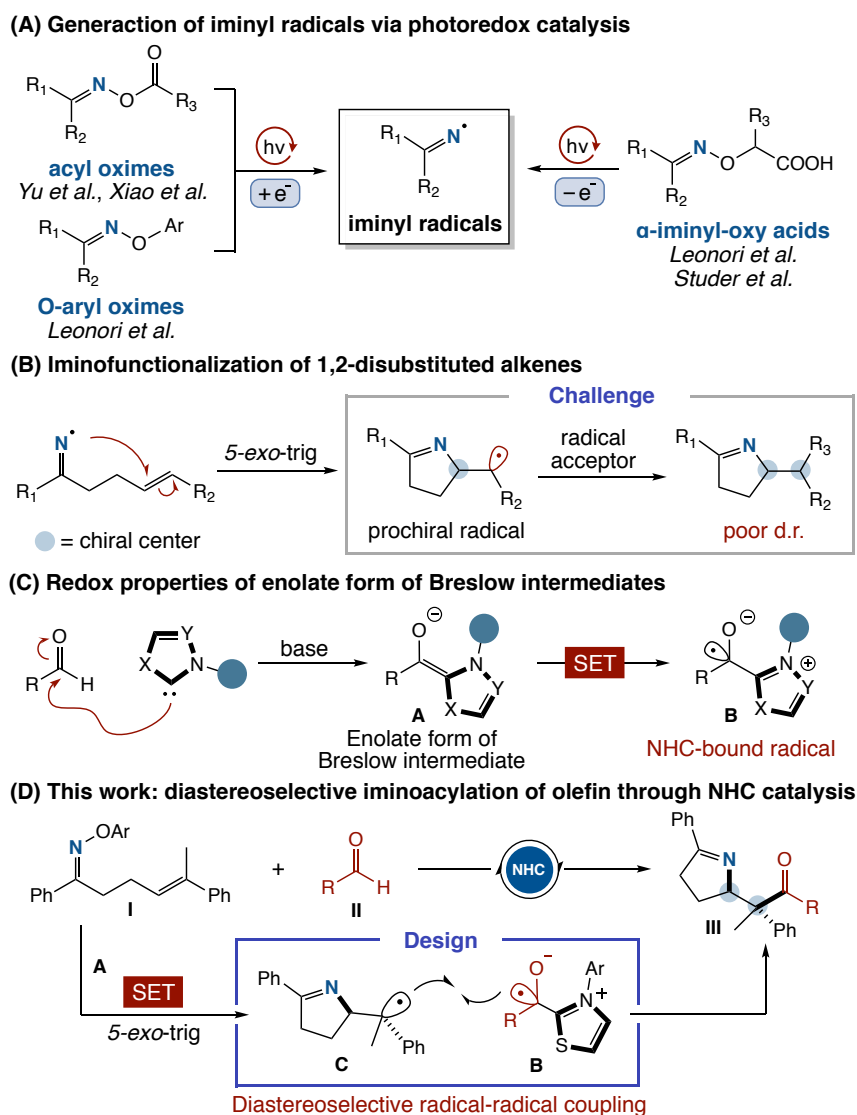 (A) Generaction of iminyl radicals via photoredox catalysis
R1 N O O R3 R2
acyl oximes
Yu et al., Xiao et al.
R1 N O Ar R2
O-aryl oximes
Leonori et al.
hv
+ e-
R1 N• R2
iminyl radicals
hv
– e-
R1 N O R3 COOH R2
α-iminyl-oxy acids
Leonori et al.
Studer et al.
(B) Iminofunctionalization of 1,2-disubstituted alkenes
Challenge
N• R1 R2
5-exo-trig
R1 N • R2
prochiral radical
radical
acceptor
R1 N R3 R2
poor d.r.
= chiral center
(C) Redox properties of enolate form of Breslow intermediates
O R H
X Y N ••
base
O⊖ R N Y X
A
Enolate form of
Breslow intermediate
SET
O⊖ • R N⊕ Y X
B
NHC-bound radical
(D) This work: diastereoselective iminoacylation of olefin through NHC catalysis
N OAr Ph Ph
I
+
O R H
II
NHC
Ph N O R Ph
III
A
SET
5-exo-trig
Design
Ph N • Ph
C
O- • R Ar N+ S
B
Diastereoselective radical-radical coupling